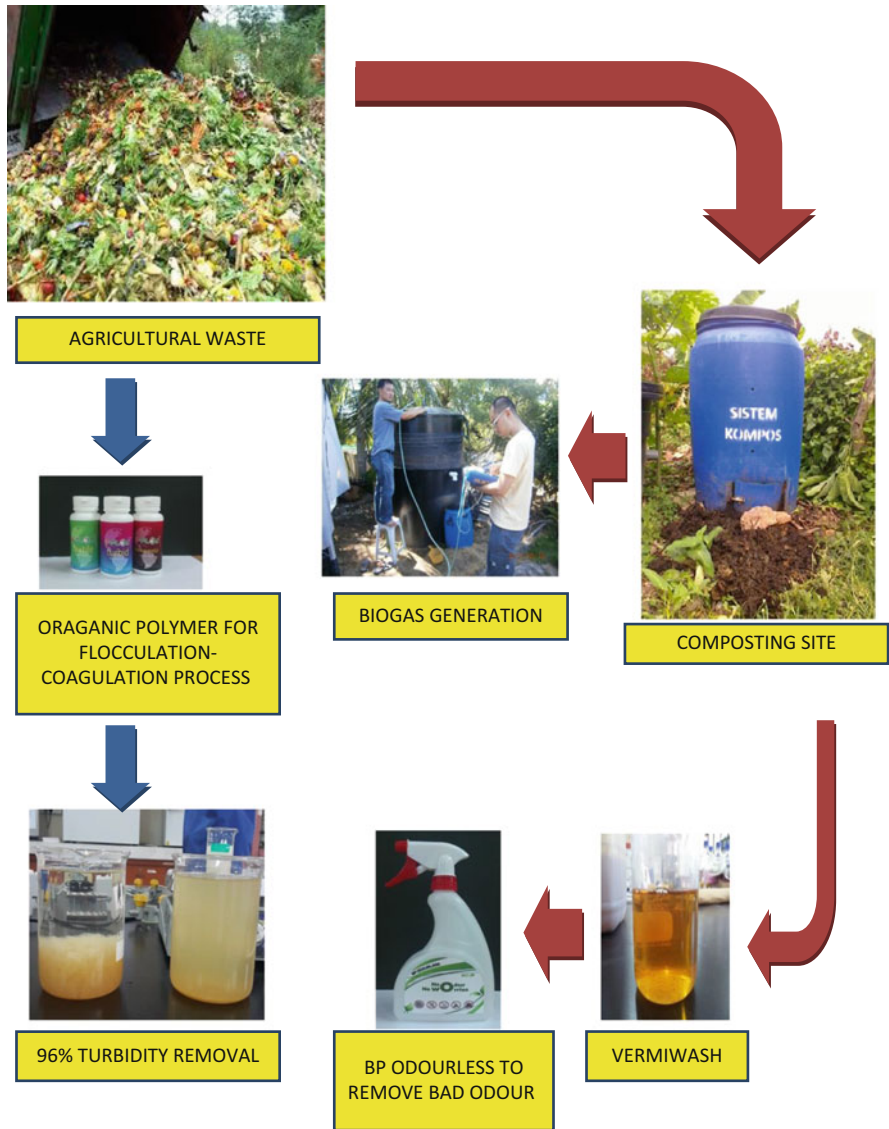 AGRICULTURAL WASTE
SISTEM
KOMPOS
BIOGAS GENERATION
COMPOSTING SITE
ORAGANIC POLYMER FOR
FLOCCULATION-
COAGULATION PROCESS
96% TURBIDITY REMOVAL
BP ODOURLESS TO
REMOVE BAD ODOUR
VERMIWASH